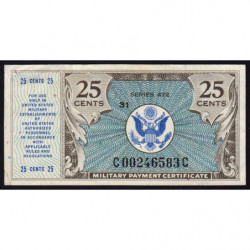 25 CENTS 25
FOR USE
ONLY IN
UNITED STATES
MILITARY
ESTABLISHMENTS
BY
UNITED STATES
AUTHORIZED
PERSONNEL
IN ACCORDANCE
WITH
APPLICABLE
RULES AND
REGULATIONS.
25 CENTS 25
25
CENTS
SERIES 472
31
25
CENTS
C00246583C
MILITARY PAYMENT CERTIFICATE